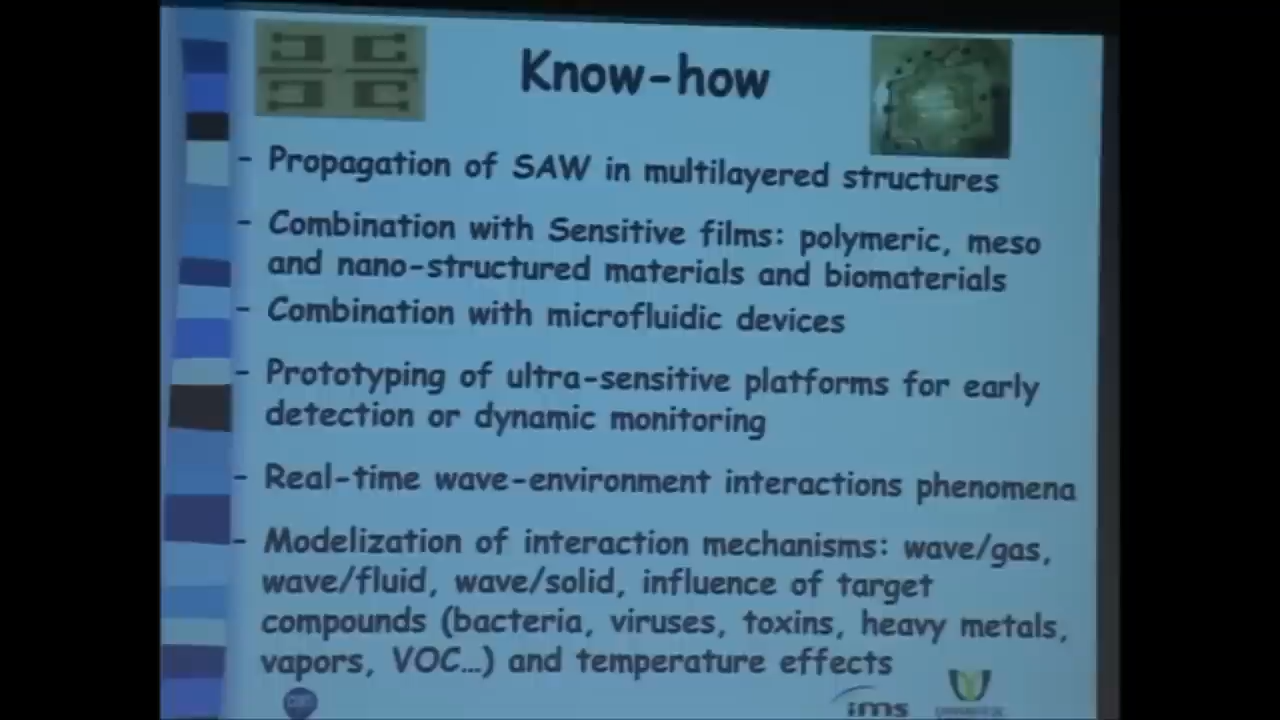 Know-how
- Propagation of SAW in multilayered structures
- Combination with Sensitive films: polymeric, meso
and nano-structured materials and biomaterials
- Combination with microfluidic devices
- Prototyping of ultra-sensitive platforms for early
detection or dynamic monitoring
- Real-time wave-environment interactions phenomena
- Modelization of interaction mechanisms: wave/gas,
wave/fluid, wave/solid, influence of target
compounds (bacteria, viruses, toxins, heavy metals,
vapors, VOC…) and temperature effects
ims